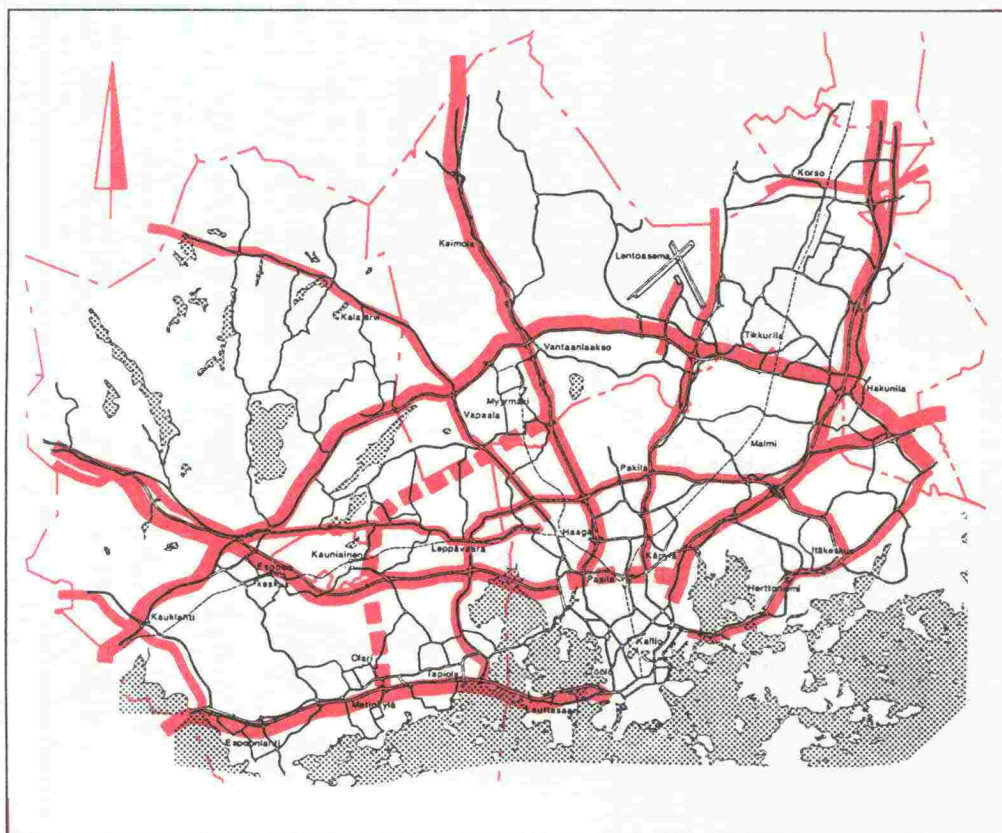 Korso
Keimola
Lentoasema
Kalajärvi
Tikkurila
Vantaanlaakso
Hakunila
Myyrmäki
Vapaala
Malmi
Pakila
Haaga
Leppävaara
Kauniainen
Itäkeskus
Käpylä
Espoon
keskus
Pasila
Herttoniemi
Kauklahti
Kallio
Olari
Tapiola
Matinkylä
Lauttasaari
Espoonlahti